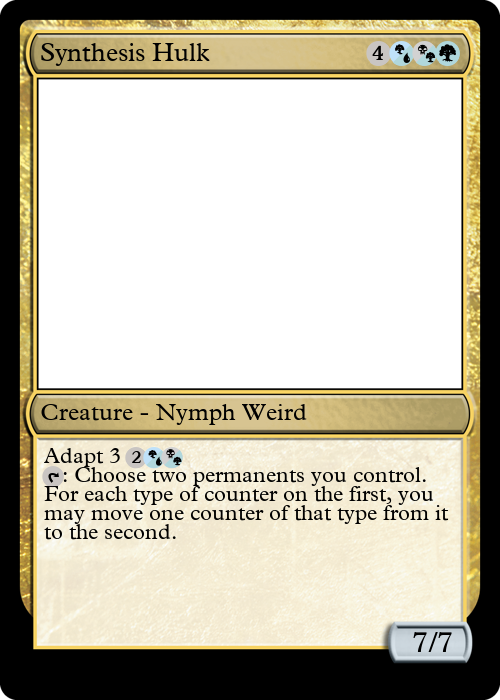 Synthesis Hulk 4
Creature - Nymph Weird
Adapt 3 2
: Choose two permanents you control.
For each type of counter on the first, you
may move one counter of that type from it
to the second.
7/7